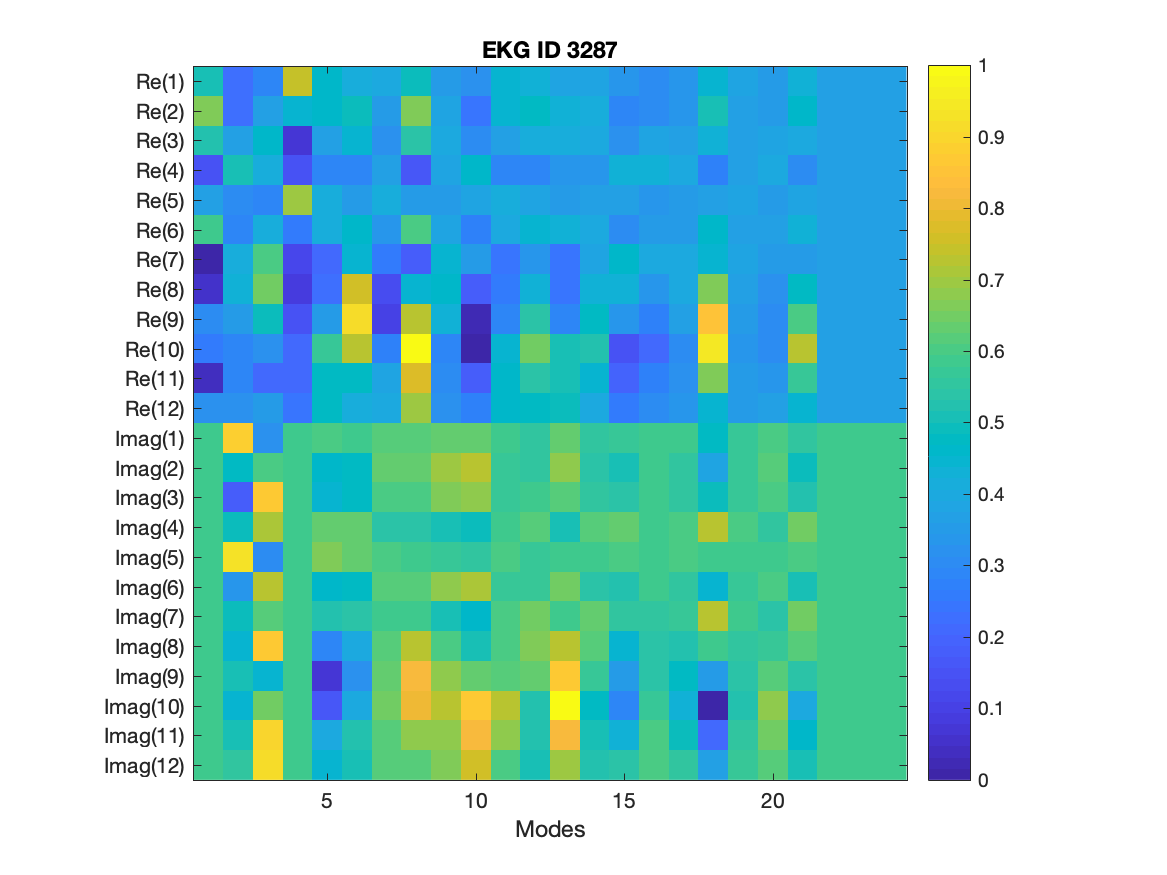 EKG ID 3287
Re(1)
Re(2)
Re(3)
Re(4)
Re(5)
Re(6)
Re(7)
Re(8)
Re(9)
Re(10)
Re(11)
Re(12)
Imag(1)
Imag(2)
Imag(3)
Imag(4)
Imag(5)
Imag(6)
Imag(7)
Imag(8)
Imag(9)
Imag(10)
Imag(11)
Imag(12)
5 10 15 20
Modes
1
0.9
0.8
0.7
0.6
0.5
0.4
0.3
0.2
0.1
0